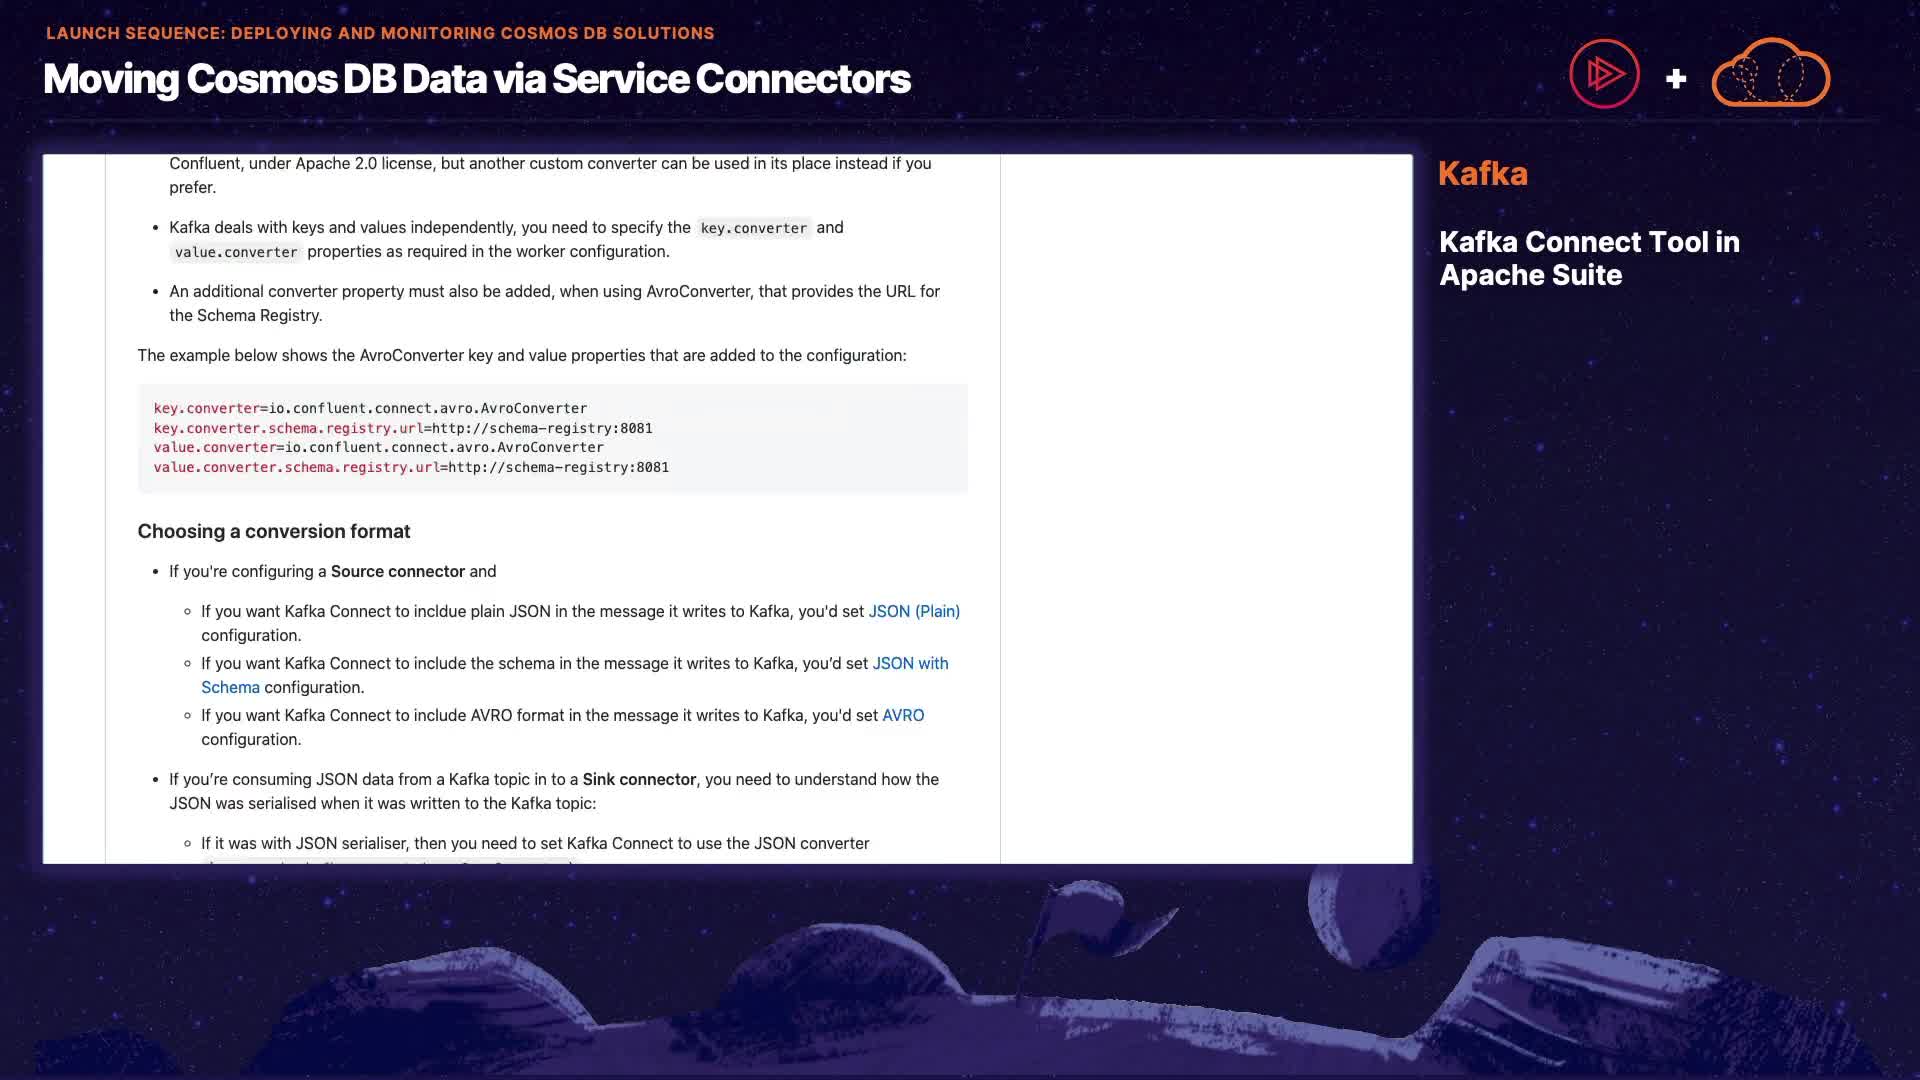 LAUNCH SEQUENCE: DEPLOYING AND MONITORING COSMOS DB SOLUTIONS
Moving Cosmos DB Data via Service Connectors
Confluent, under Apache 2.0 license, but another custom converter can be used in its place instead if you
prefer.
• Kafka deals with keys and values independently, you need to specify the key.converter and
value.converter properties as required in the worker configuration.
• An additional converter property must also be added, when using AvroConverter, that provides the URL for
the Schema Registry.
The example below shows the AvroConverter key and value properties that are added to the configuration:
key.converter=io.confluent.connect.avro.AvroConverter
key.converter.schema.registry.url=http://schema-registry:8081
value.converter=io.confluent.connect.avro.AvroConverter
value.converter.schema.registry.url=http://schema-registry:8081
Choosing a conversion format
• If you're configuring a Source connector and
◦ If you want Kafka Connect to incldue plain JSON in the message it writes to Kafka, you'd set JSON (Plain)
configuration.
◦ If you want Kafka Connect to include the schema in the message it writes to Kafka, you’d set JSON with
Schema configuration.
◦ If you want Kafka Connect to include AVRO format in the message it writes to Kafka, you'd set AVRO
configuration.
• If you’re consuming JSON data from a Kafka topic in to a Sink connector, you need to understand how the
JSON was serialised when it was written to the Kafka topic:
◦ If it was with JSON serialiser, then you need to set Kafka Connect to use the JSON converter
Kafka
Kafka Connect Tool in
Apache Suite